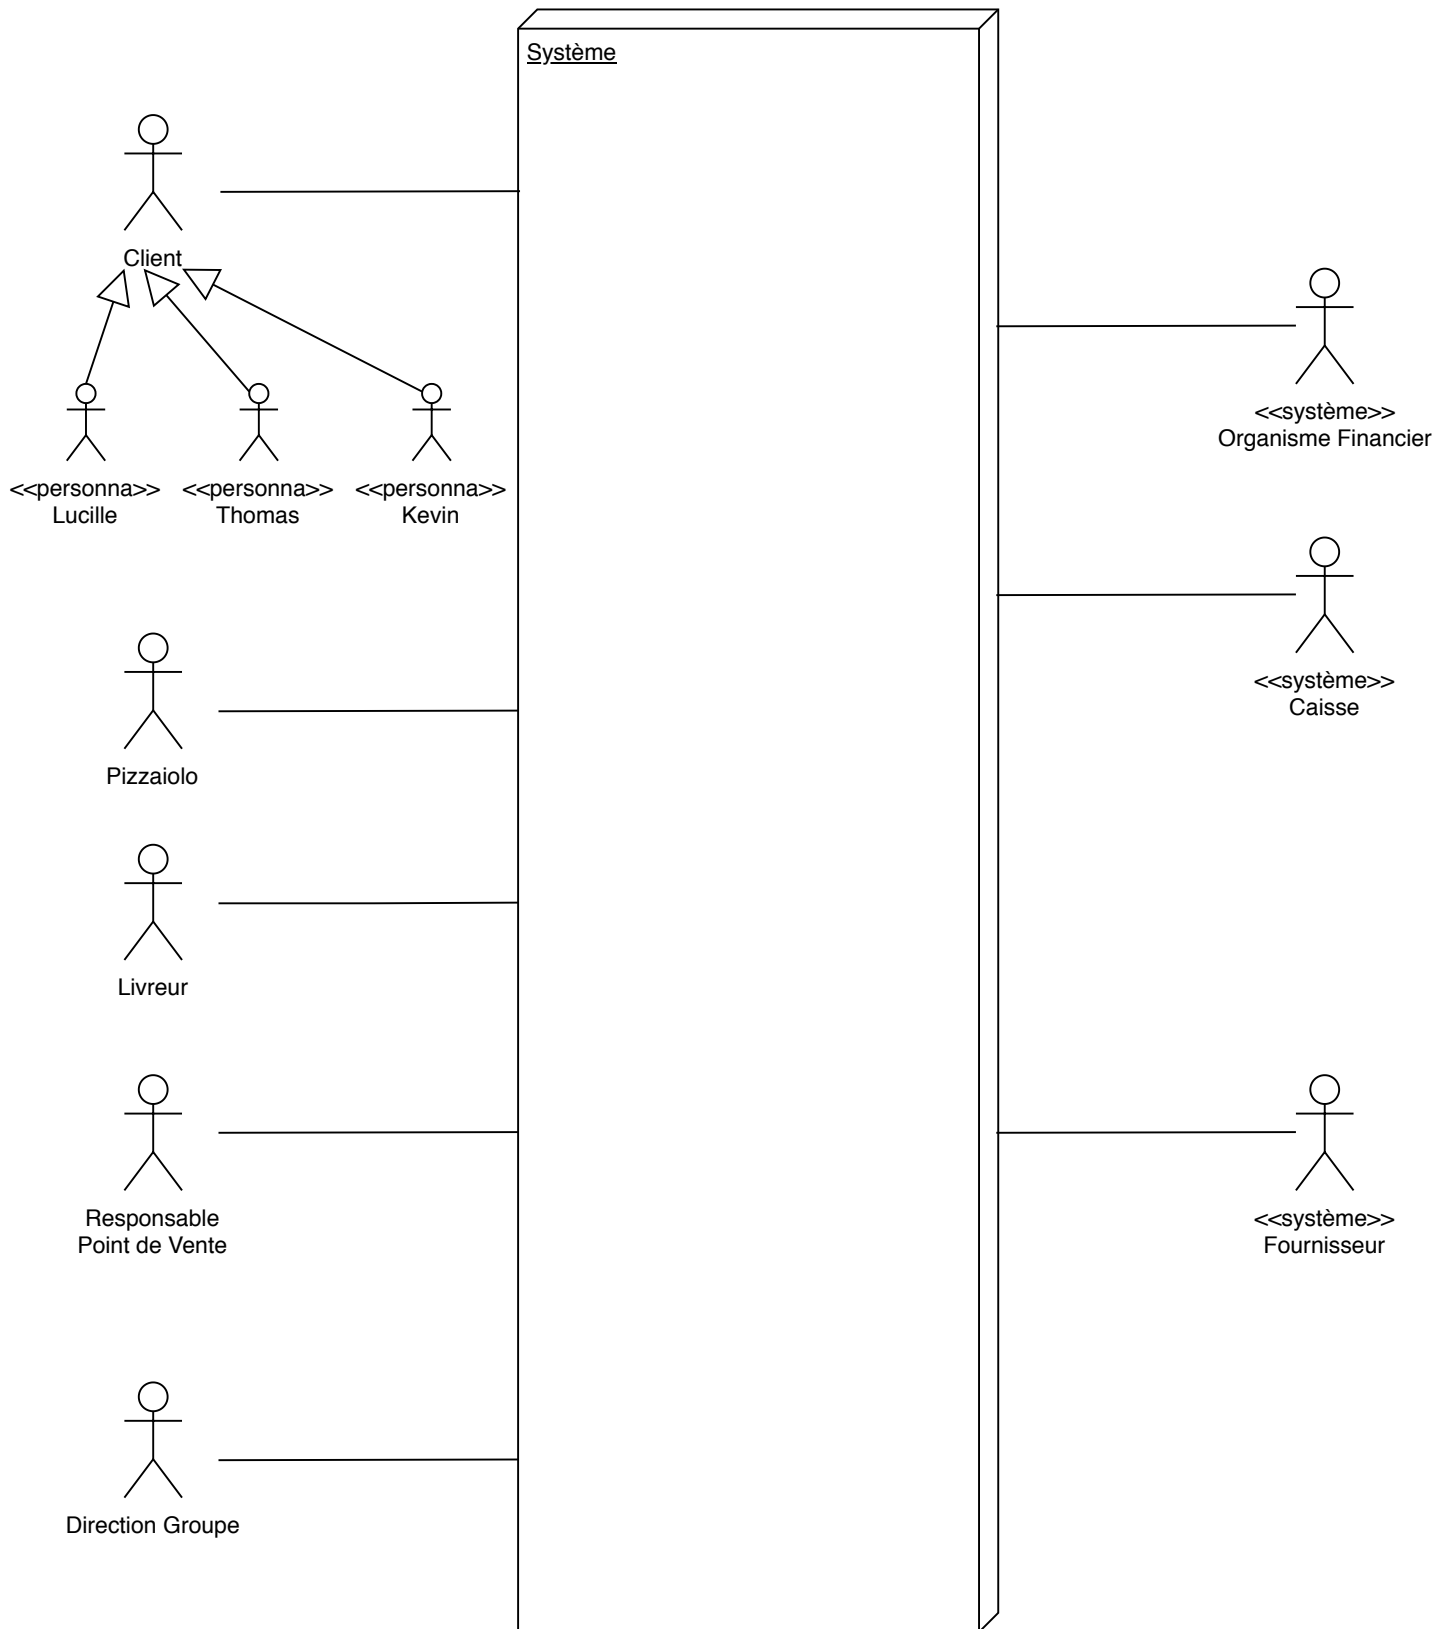 Système
Client
<<personna>>
Lucille
<<personna>>
Thomas
<<personna>>
Kevin
Pizzaiolo
Livreur
Responsable
Point de Vente
Direction Groupe
<<système>>
Organisme Financier
<<système>>
Caisse
<<système>>
Fournisseur